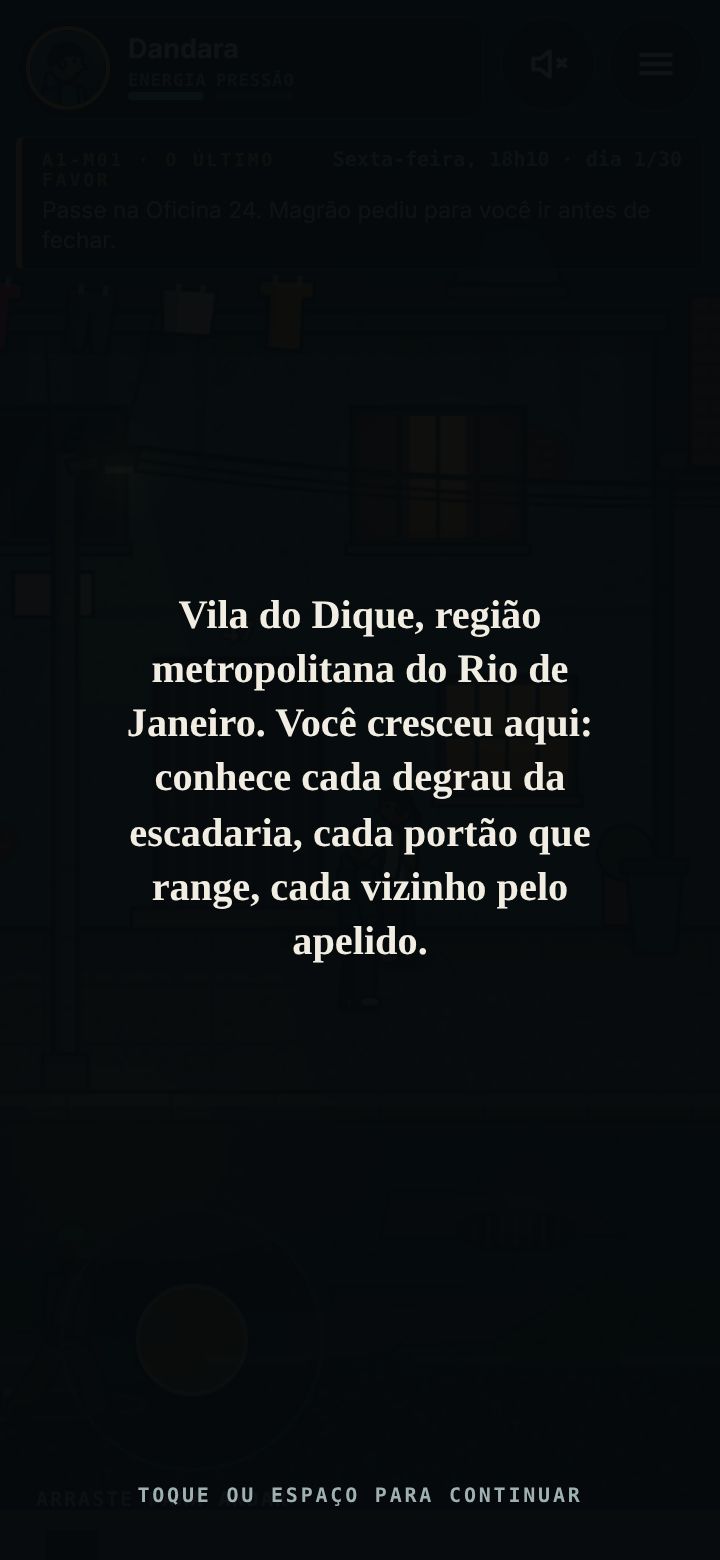 Dandara
ENERGIA PRESSÃO
A1-M01 · O ÚLTIMO FAVOR
Sexta-feira, 18h10 · dia 1/30
Passe na Oficina 24. Magrão pediu para você ir antes de
fechar.
Vila do Dique, região
metropolitana do Rio de
Janeiro. Você cresceu aqui:
conhece cada degrau da
escadaria, cada portão que
range, cada vizinho pelo
apelido.
ARRASTE
TOQUE OU ESPAÇO PARA CONTINUAR